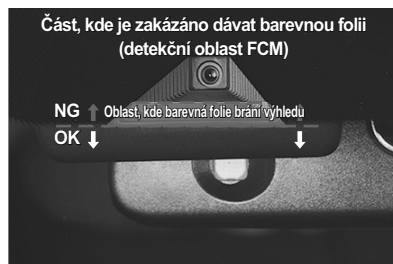 Část, kde je zakázáno dávat barevnou folii
(detekční oblast FCM)
NG
Oblast, kde barevná folie brání výhledu
OK